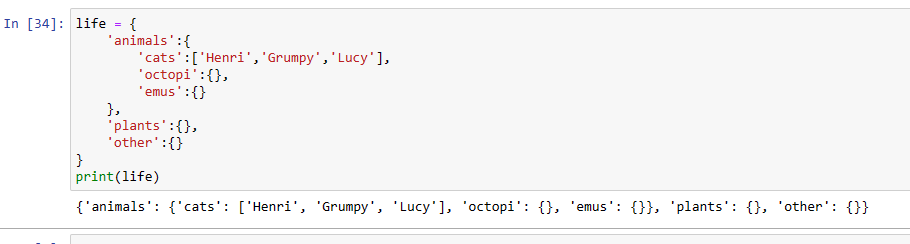 In [34]: life = {
    'animals':{
        'cats':['Henri','Grumpy','Lucy'],
        'octopi':{},
        'emus':{}
    },
    'plants':{},
    'other':{}
}
print(life)
{'animals': {'cats': ['Henri', 'Grumpy', 'Lucy'], 'octopi': {}, 'emus': {}}, 'plants': {}, 'other': {}}